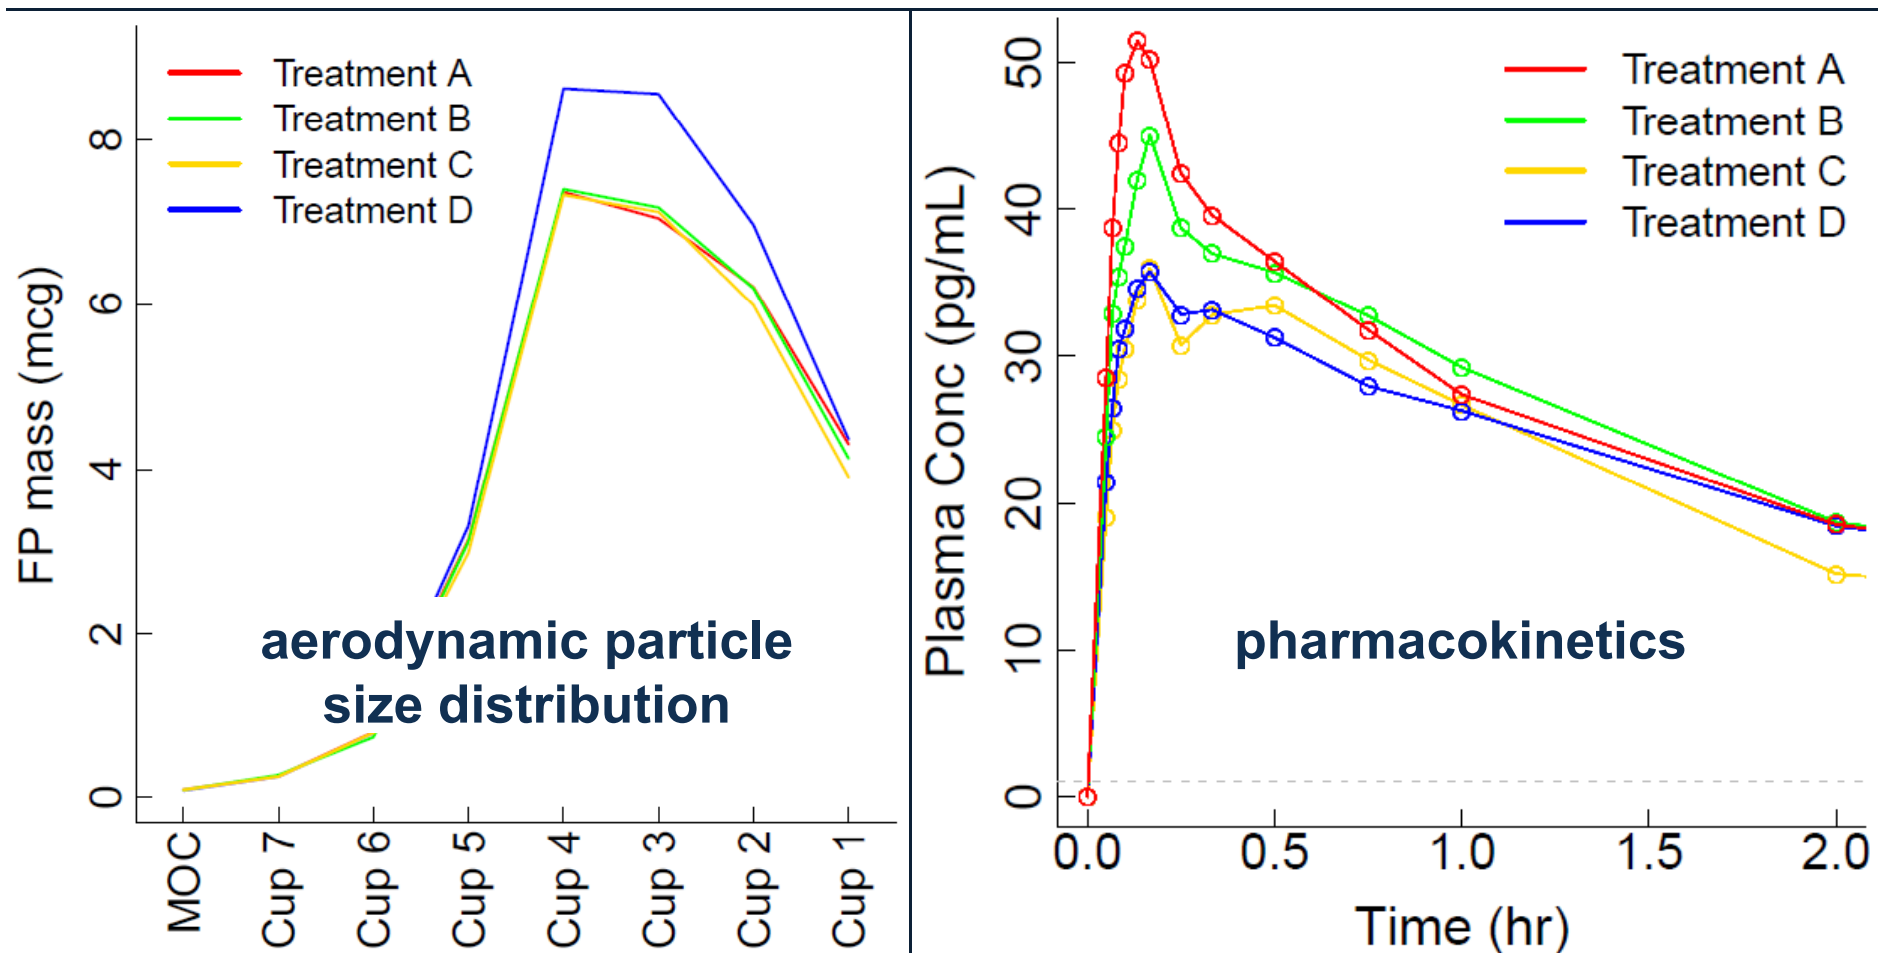 Treatment A
Treatment B
Treatment C
Treatment D
FP mass (mcg)
8
6
4
2
0
aerodynamic particle
size distribution
MOC
Cup 7
Cup 6
Cup 5
Cup 4
Cup 3
Cup 2
Cup 1
Treatment A
Treatment B
Treatment C
Treatment D
Plasma Conc (pg/mL)
50
40
30
20
10
0
pharmacokinetics
0.0 0.5 1.0 1.5 2.0
Time (hr)